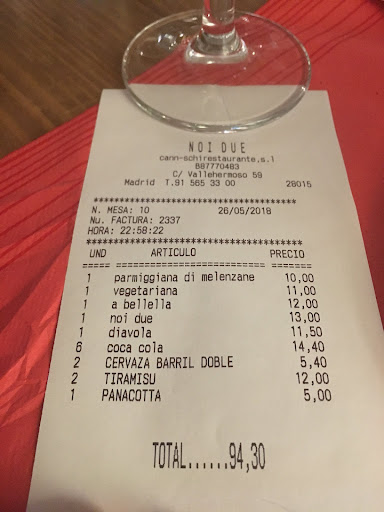 NOI DUE
cann-schirestaurante,s.l
B87770483
C/ Vallehermoso 59
Madrid T.91 565 33 00 28015
****************************************
N. MESA: 10 26/05/2018
Nu. FACTURA: 2337
HORA: 22:58:22
****************************************
UND ARTICULO PRECIO
===== ==================== ======
1 parmiggiana di melenzane 10,00
1 vegetariana 11,00
1 a bellella 12,00
1 noi due 13,00
1 diavola 11,50
6 coca cola 14,40
2 CERVAZA BARRIL DOBLE 5,40
2 TIRAMISU 12,00
1 PANACOTTA 5,00
TOTAL......94,30